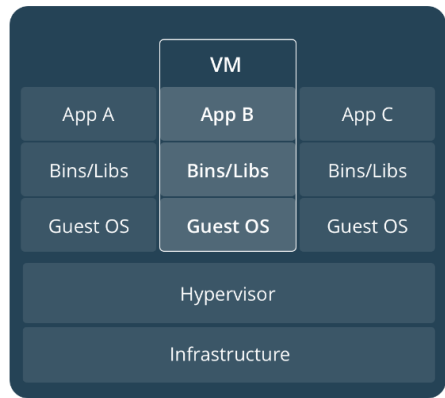 VM
App A App B App C
Bins/Libs Bins/Libs Bins/Libs
Guest OS Guest OS Guest OS
Hypervisor
Infrastructure